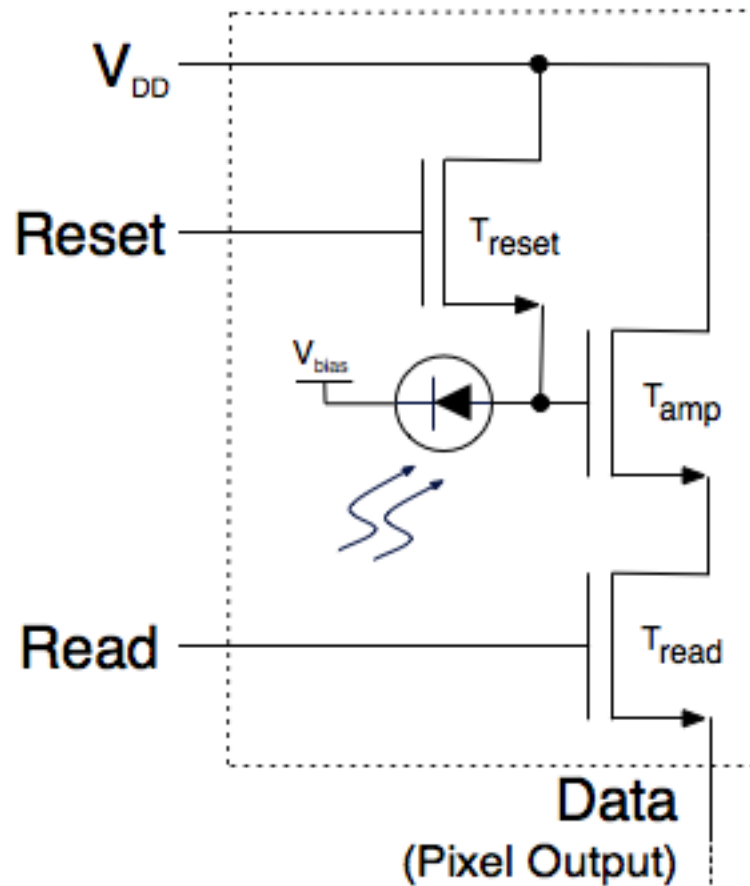 VDD
Reset
Treset
Vbias
Tamp
Read
Tread
Data
(Pixel Output)